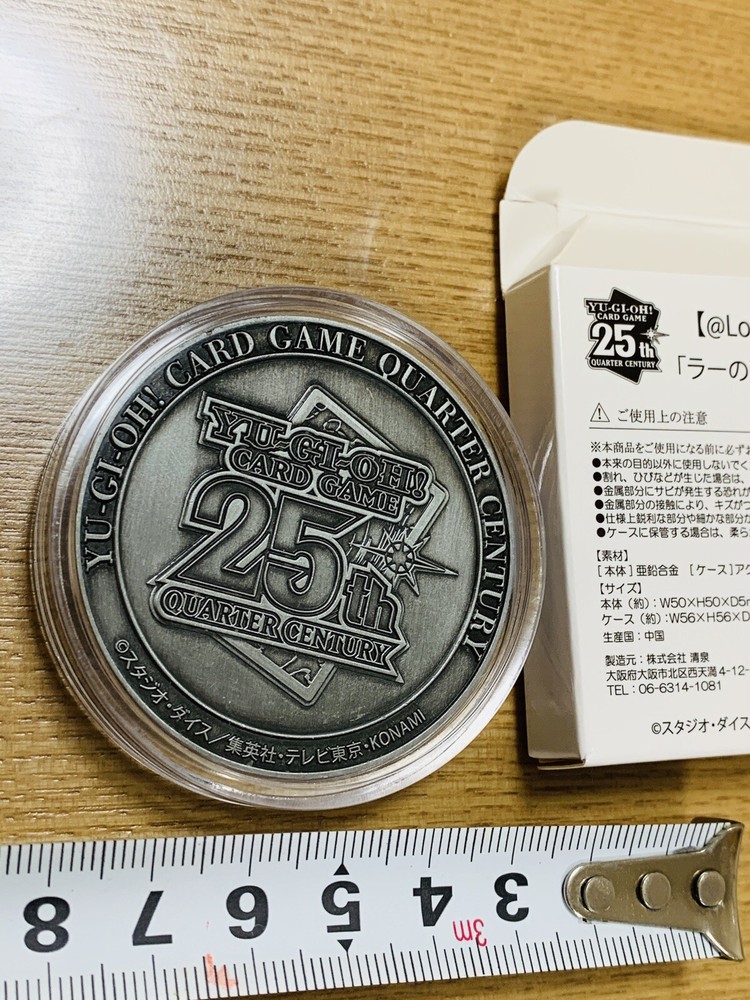 YU-GI-OH! CARD GAME QUARTER CENTURY
YU-GI-OH!
CARD GAME
25th
QUARTER CENTURY
©スタジオ・ダイス／集英社・テレビ東京・KONAMI
YU-GI-OH!
CARD GAME
25th
QUARTER CENTURY
【@Lo
「ラーの
⚠ ご使用上の注意
※本商品をご使用になる前に必ずお
●本来の目的以外に使用しないでく
●割れ、ひびなどが生じた場合は、
●金属部分にサビが発生する恐れが
●金属部分の接触により、キズがつ
●仕様上鋭利な部分や細かな部分が
●ケースに保管する場合は、柔ら
【素材】
[本体] 亜鉛合金 [ケース] アク
【サイズ】
本体（約）：W50×H50×D5m
ケース（約）：W56×H56×D
生産国：中国
製造元：株式会社 清泉
大阪府大阪市北区西天満 4-12-
TEL：06-6314-1081
©スタジオ・ダイス
8 7 6 5 4 3
3m